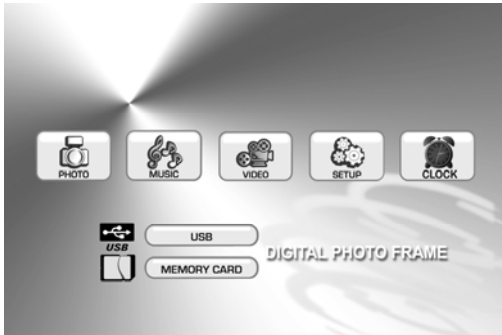 PHOTO MUSIC VIDEO SETUP CLOCK
USB USB
DIGITAL PHOTO FRAME
MEMORY CARD